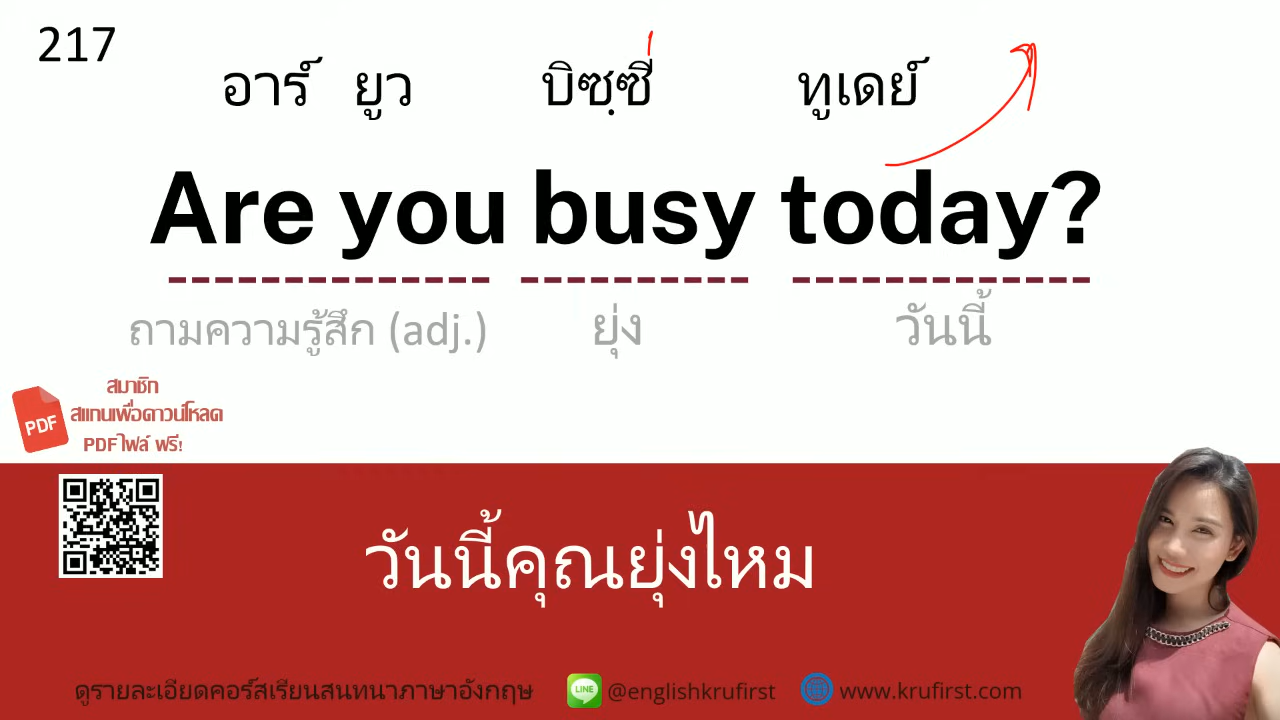 217
อาร์ ยูว บิซฺซี่ ทูเดย์
Are you busy today?
ถามความรู้สึก (adj.) ยุ่ง วันนี้
สมาชิก
สแกนเพื่อดาวน์โหลด
PDF ไฟล์ ฟรี!
PDF
วันนี้คุณยุ่งไหม
ดูรายละเอียดคอร์สเรียนสนทนาภาษาอังกฤษ LINE @englishkrufirst www.krufirst.com